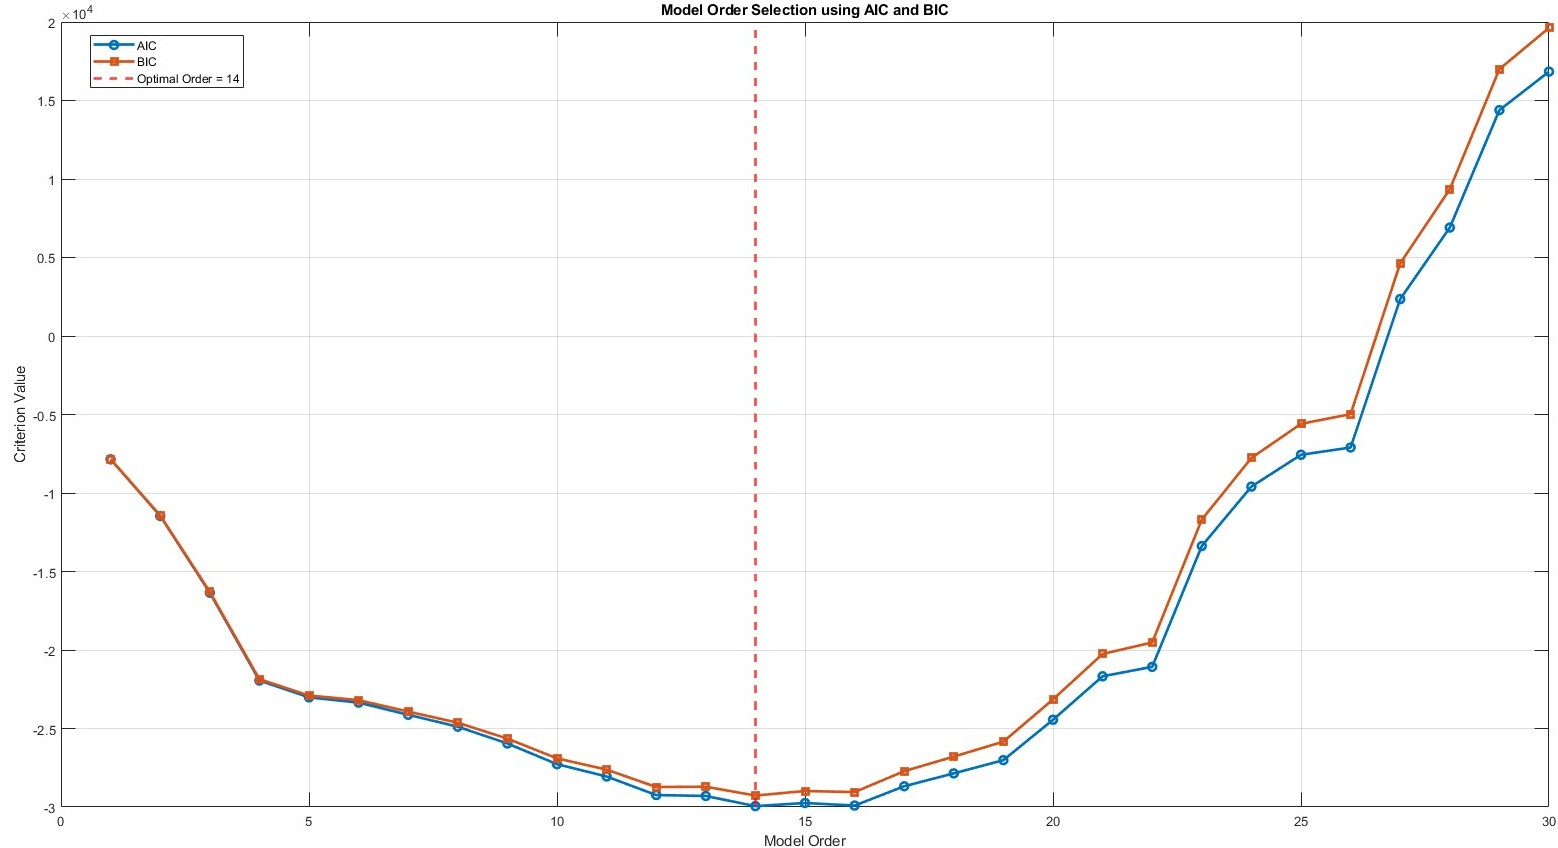 Model Order Selection using AIC and BIC
×10⁴
AIC
BIC
Optimal Order = 14
2
1.5
1
0.5
0
-0.5
-1
-1.5
-2
-2.5
-3
Criterion Value
0 5 10 15 20 25 30
Model Order